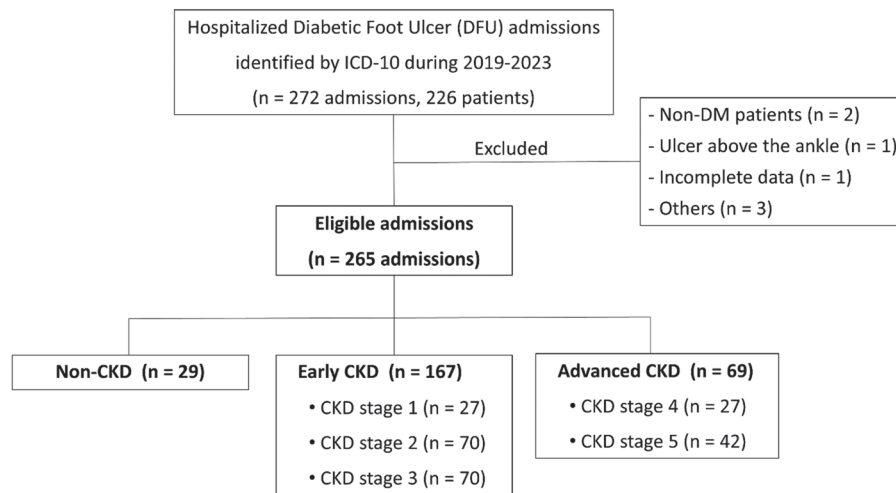 Hospitalized Diabetic Foot Ulcer (DFU) admissions
identified by ICD-10 during 2019-2023
(n = 272 admissions, 226 patients)
Excluded
- Non-DM patients (n = 2)
- Ulcer above the ankle (n = 1)
- Incomplete data (n = 1)
- Others (n = 3)
Eligible admissions
(n = 265 admissions)
Non-CKD (n = 29)
Early CKD (n = 167)
• CKD stage 1 (n = 27)
• CKD stage 2 (n = 70)
• CKD stage 3 (n = 70)
Advanced CKD (n = 69)
• CKD stage 4 (n = 27)
• CKD stage 5 (n = 42)